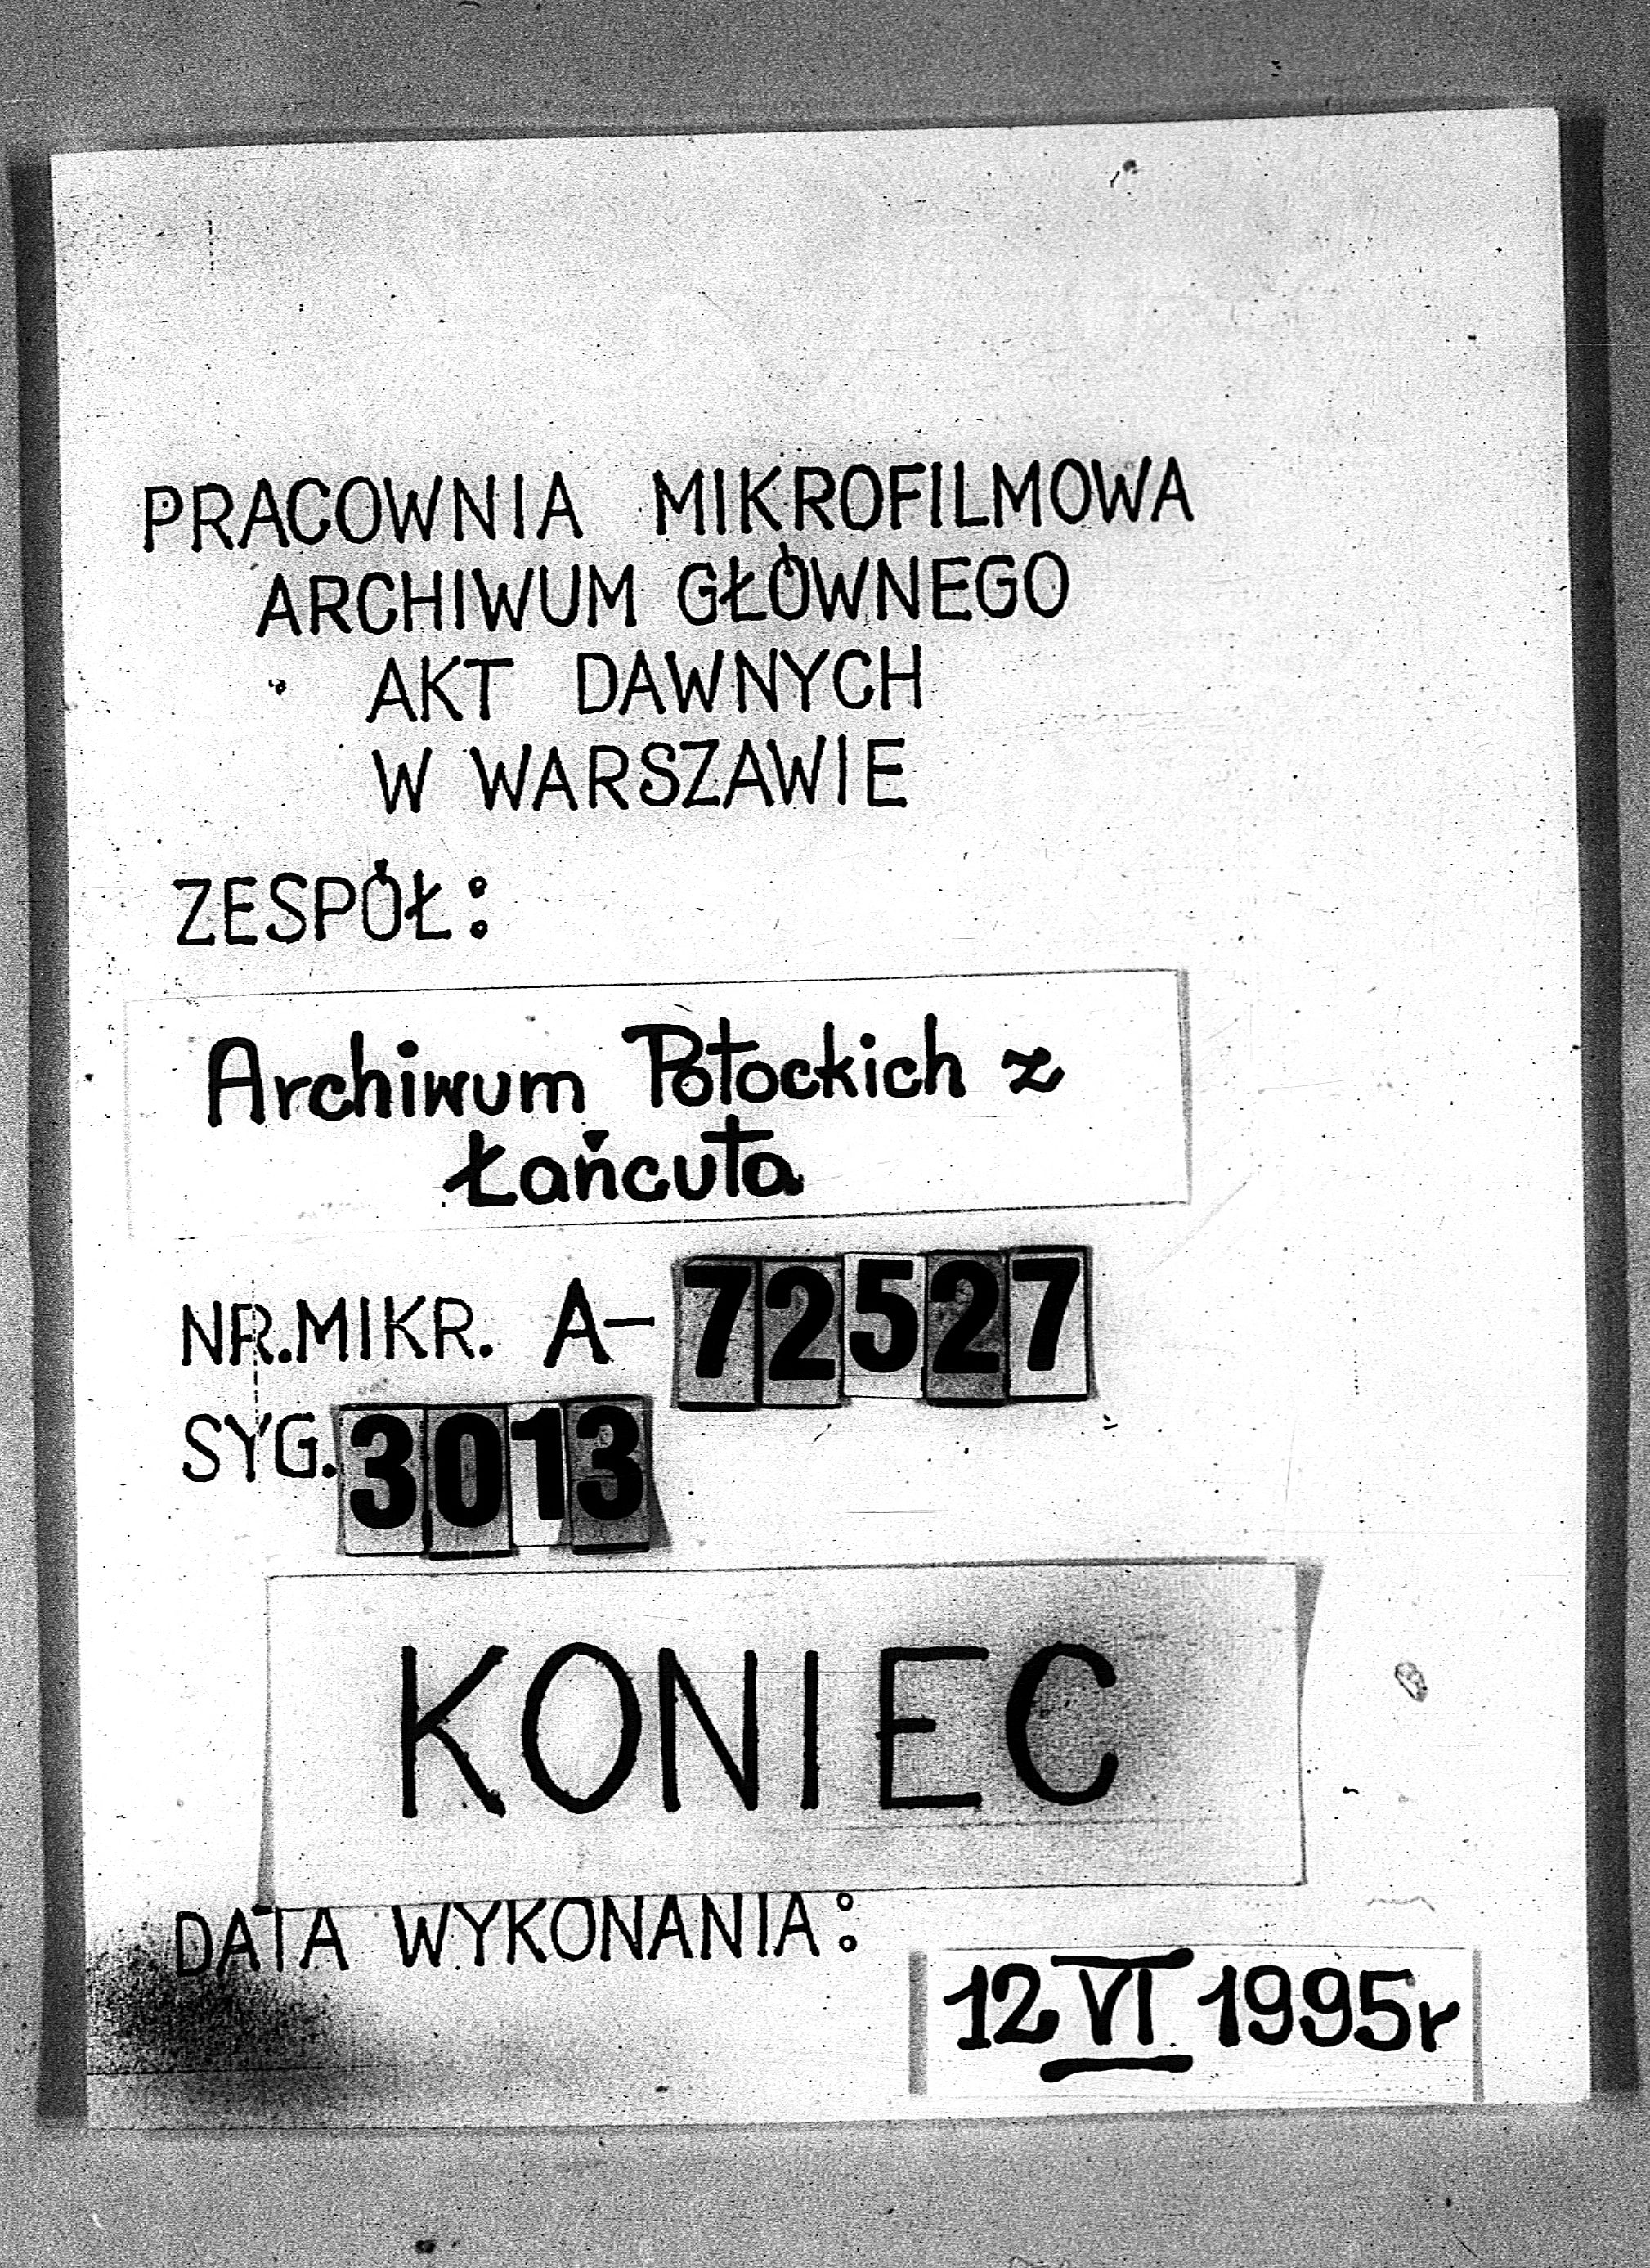 PRACOWNIA MIKROFILMOWA
ARCHIWUM GŁÓWNEGO
AKT DAWNYCH
W WARSZAWIE
ZESPÓŁ:
Archiwum Potockich z
Łańcuta
NR.MIKR. A-72527
SYG. 3013
KONIEC
DATA WYKONANIA:
12 VI 1995r